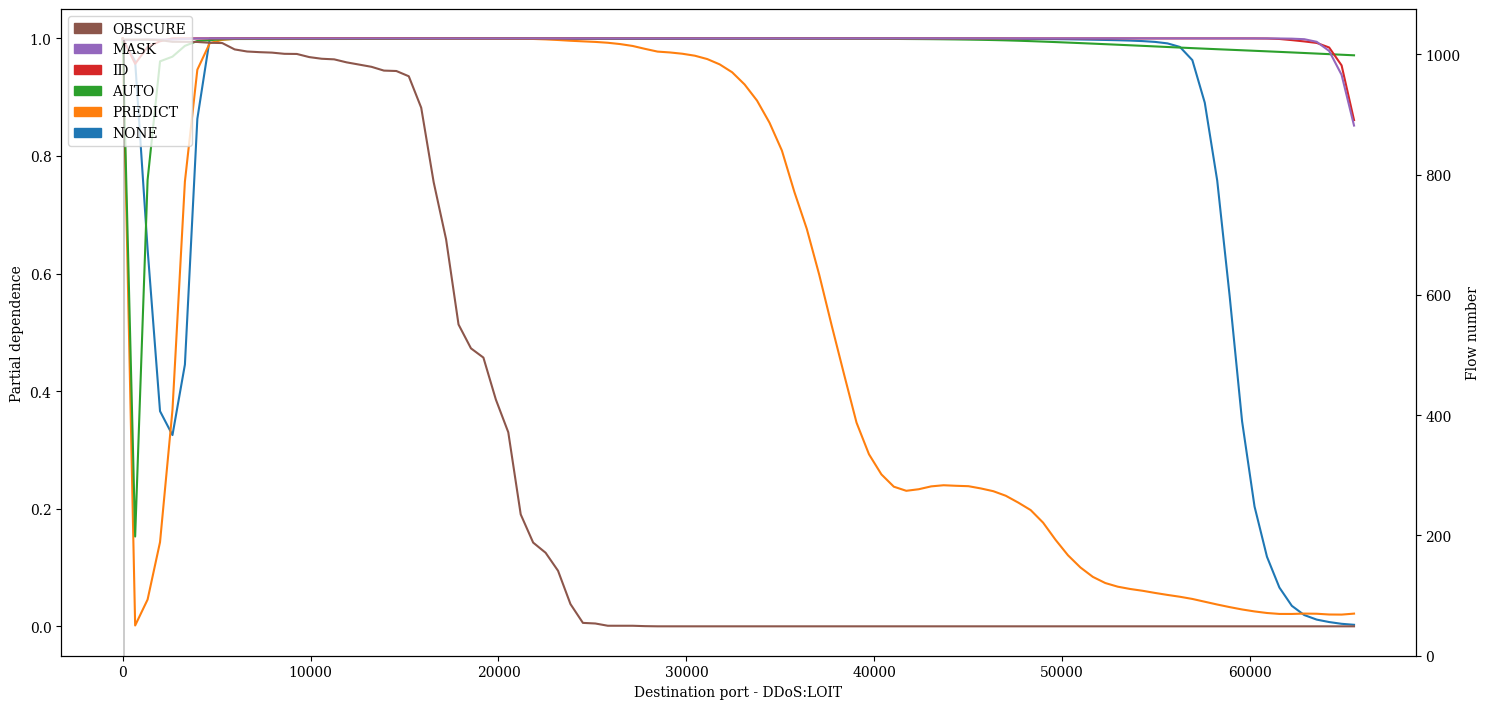 OBSCURE
MASK
ID
AUTO
PREDICT
NONE
1.0
0.8
0.6
0.4
0.2
0.0
Partial dependence
0
10000
20000
30000
40000
50000
60000
Destination port - DDoS:LOIT
1000
800
600
400
200
0
Flow number